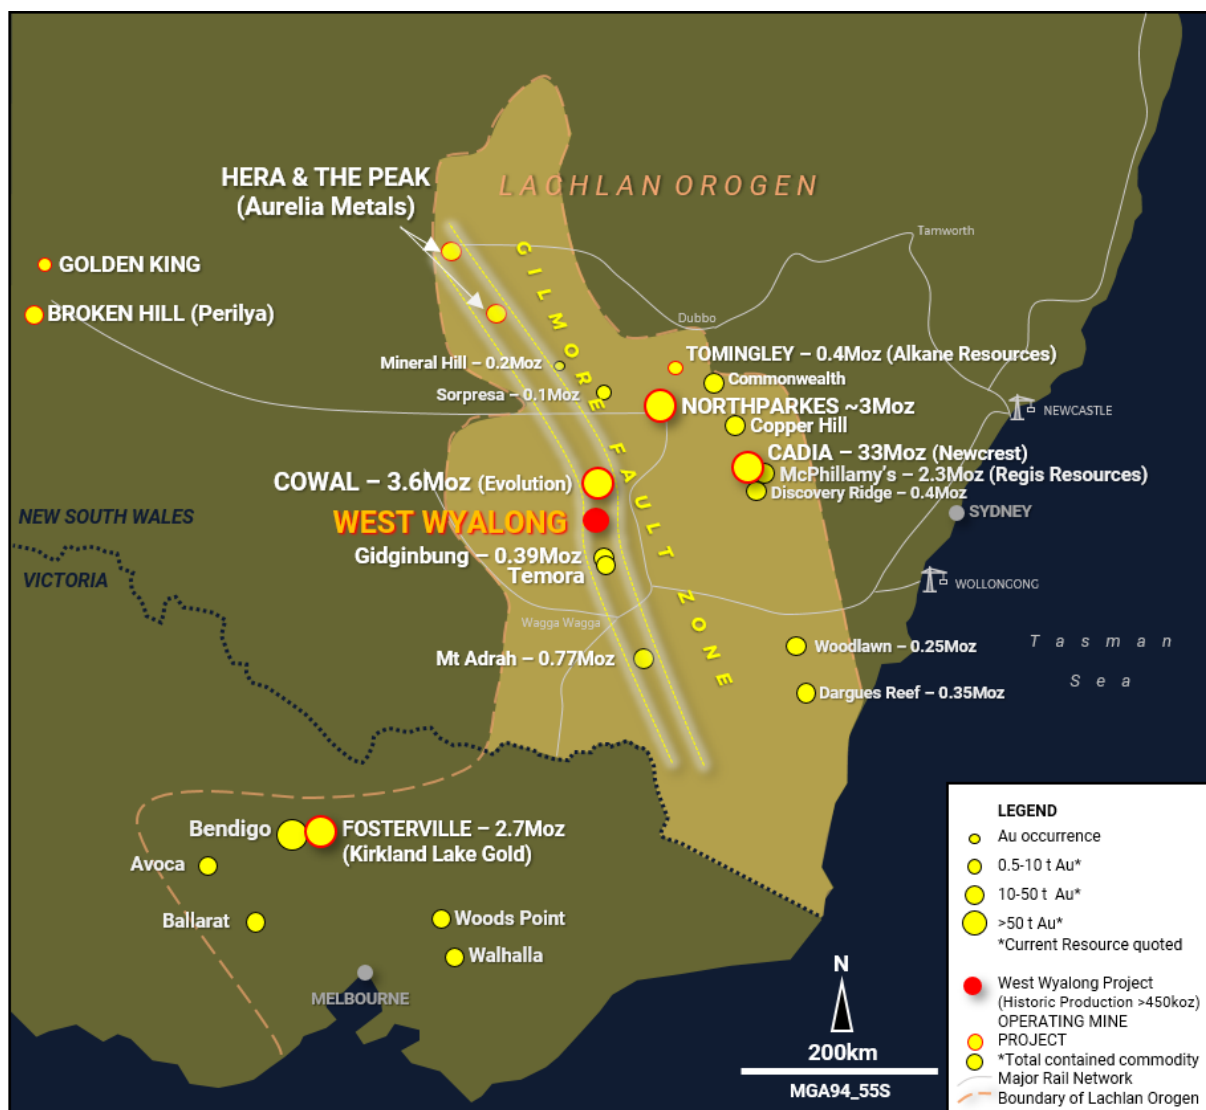 HERA & THE PEAK
(Aurelia Metals)
LACHLAN OROGEN
GILMORE FAULT ZONE
Tamworth
GOLDEN KING
BROKEN HILL (Perilya)
Dubbo
Mineral Hill – 0.2Moz
TOMINGLEY – 0.4Moz (Alkane Resources)
Commonwealth
Sorpresa – 0.1Moz
NORTHPARKES ~3Moz
NEWCASTLE
Copper Hill
CADIA – 33Moz (Newcrest)
McPhillamy's – 2.3Moz (Regis Resources)
COWAL – 3.6Moz (Evolution)
Discovery Ridge – 0.4Moz
NEW SOUTH WALES
WEST WYALONG
SYDNEY
Gidginbung – 0.39Moz
Temora
VICTORIA
WOLLONGONG
Wagga Wagga
Woodlawn – 0.25Moz
Tasman
Sea
Mt Adrah – 0.77Moz
Dargues Reef – 0.35Moz
Bendigo
FOSTERVILLE – 2.7Moz
(Kirkland Lake Gold)
Avoca
Ballarat
Woods Point
Walhalla
MELBOURNE
N
200km
MGA94_55S
LEGEND
Au occurrence
0.5-10 t Au*
10-50 t Au*
>50 t Au*
*Current Resource quoted
West Wyalong Project
(Historic Production >450koz)
OPERATING MINE
PROJECT
*Total contained commodity
Major Rail Network
Boundary of Lachlan Orogen